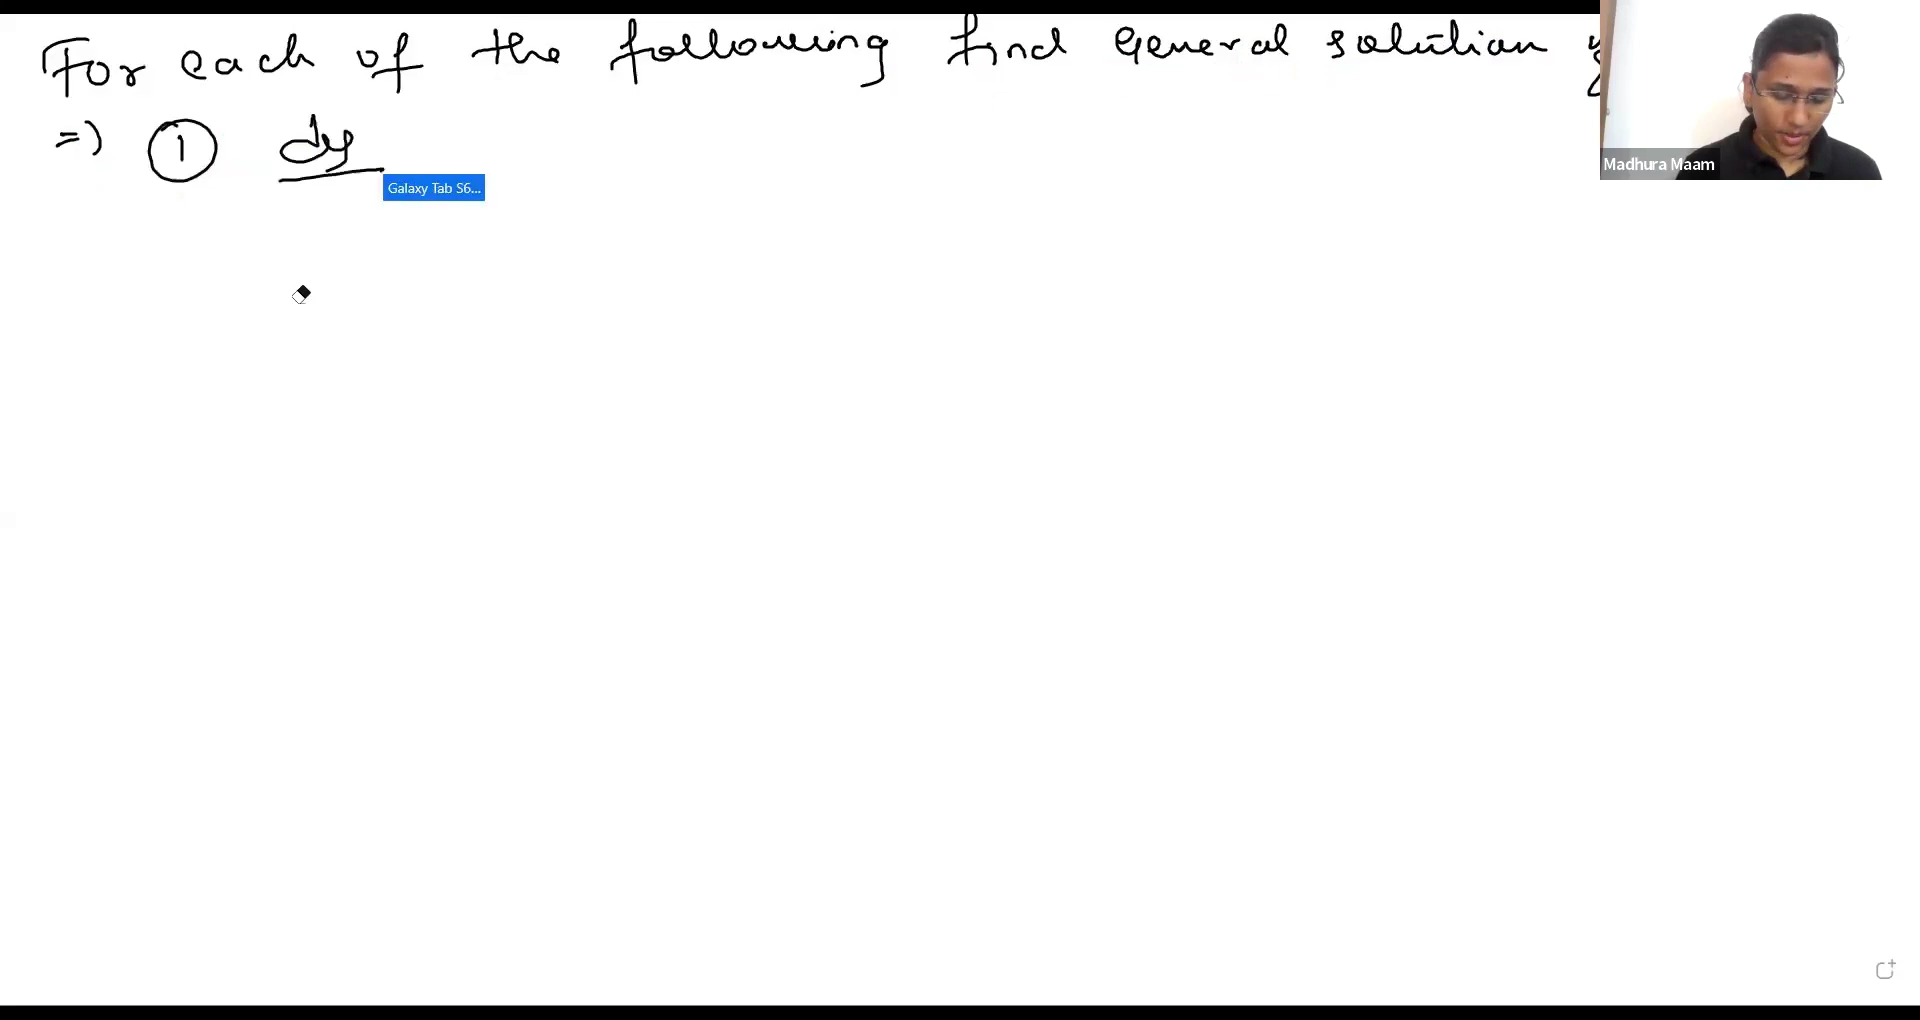 For each of the following find General solution
=) ① dy
Galaxy Tab S6...
Madhura Maam